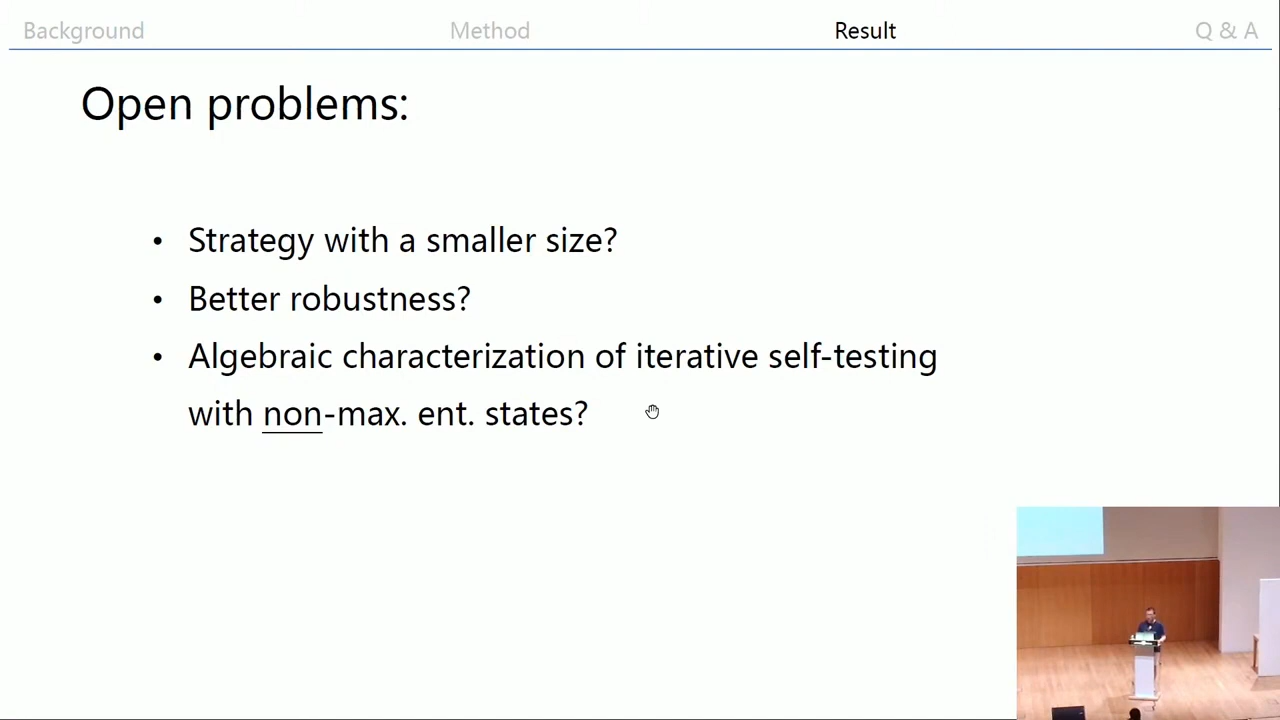 Background Method Result Q & A
Open problems:
• Strategy with a smaller size?
• Better robustness?
• Algebraic characterization of iterative self-testing
with non-max. ent. states?